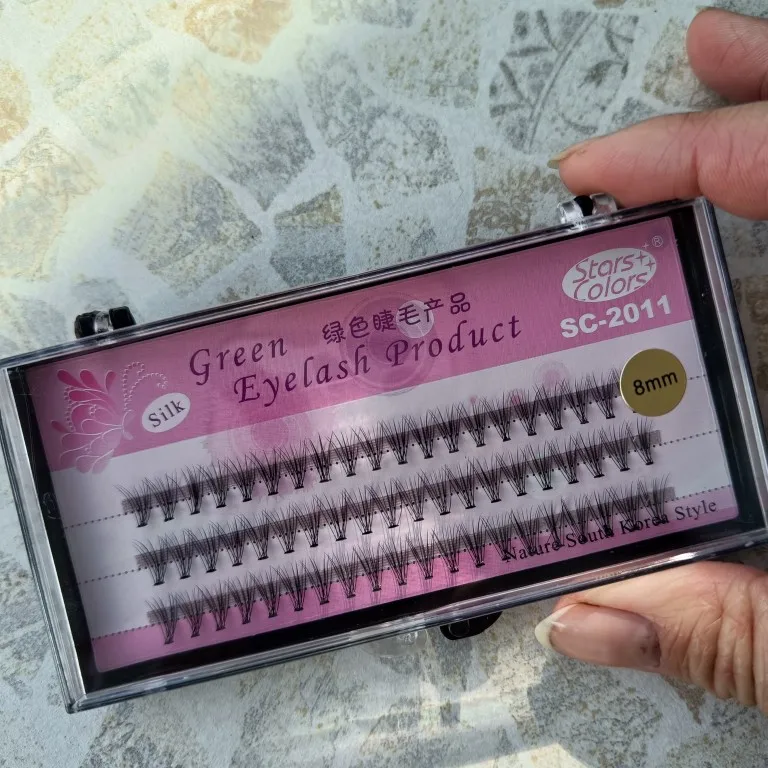 Stars
Colors
®
SC-2011
绿色睫毛产品
Green
Eyelash Product
Silk
8mm
Nature South Korea Style